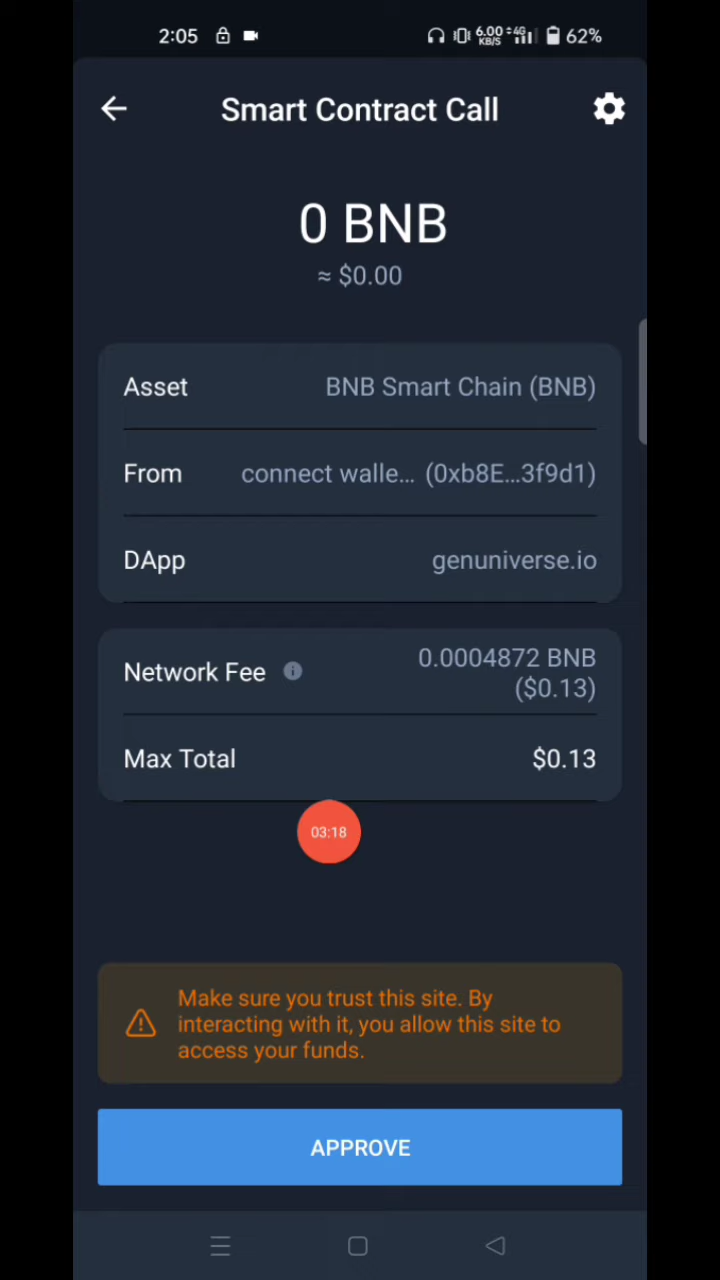 2:05 6.00 KB/S 4G 62%
Smart Contract Call
0 BNB
≈ $0.00
Asset BNB Smart Chain (BNB)
From connect walle... (0xb8E...3f9d1)
DApp genuniverse.io
Network Fee 0.0004872 BNB
($0.13)
Max Total $0.13
03:18
Make sure you trust this site. By
interacting with it, you allow this site to
access your funds.
APPROVE